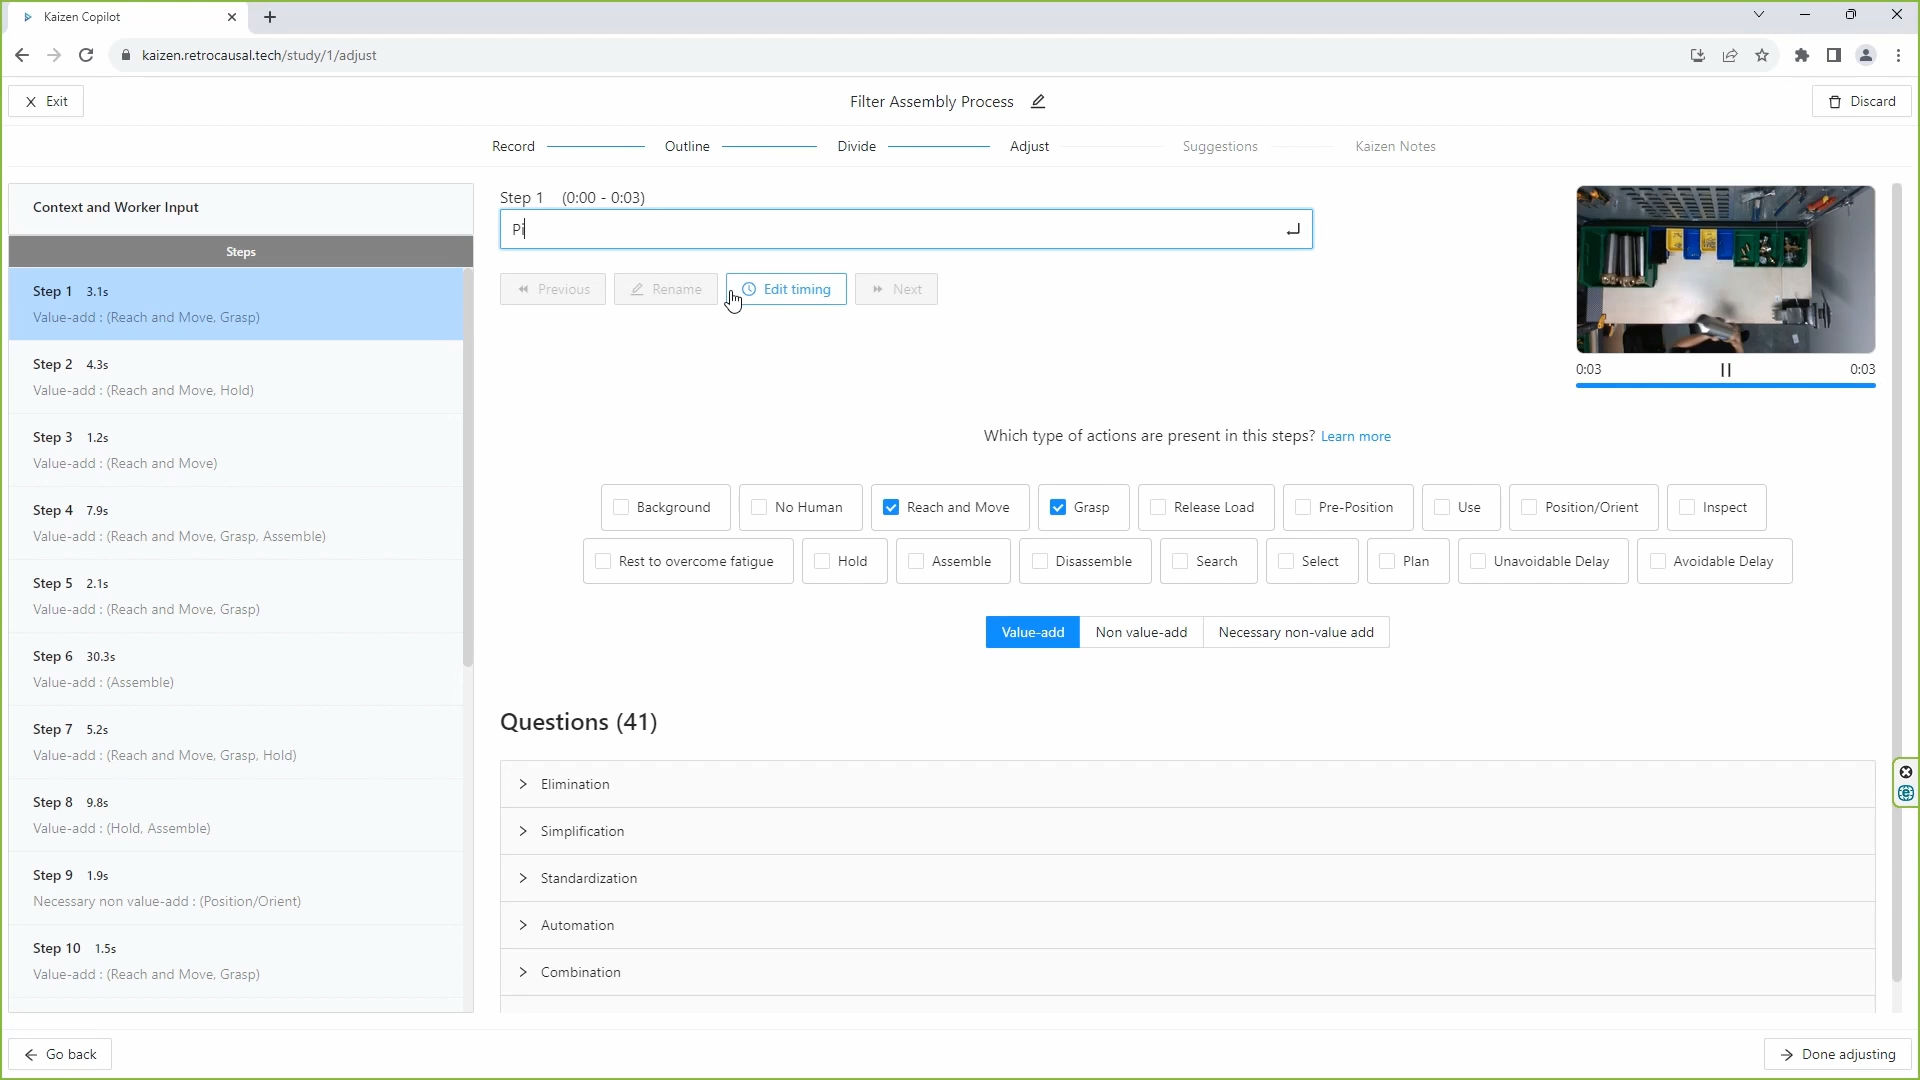 Kaizen Copilot
kaizen.retrocausal.tech/study/1/adjust
Exit
Filter Assembly Process
Discard
Record
Outline
Divide
Adjust
Suggestions
Kaizen Notes
Context and Worker Input
Steps
Step 1 3.1s
Value-add : (Reach and Move, Grasp)
Step 2 4.3s
Value-add : (Reach and Move, Hold)
Step 3 1.2s
Value-add : (Reach and Move)
Step 4 7.9s
Value-add : (Reach and Move, Grasp, Assemble)
Step 5 2.1s
Value-add : (Reach and Move, Grasp)
Step 6 30.3s
Value-add : (Assemble)
Step 7 5.2s
Value-add : (Reach and Move, Grasp, Hold)
Step 8 9.8s
Value-add : (Hold, Assemble)
Step 9 1.9s
Necessary non value-add : (Position/Orient)
Step 10 1.5s
Value-add : (Reach and Move, Grasp)
Step 1 (0:00 - 0:03)
Pi
Previous
Rename
Edit timing
Next
0:03
0:03
Which type of actions are present in this steps? Learn more
Background
No Human
Reach and Move
Grasp
Release Load
Pre-Position
Use
Position/Orient
Inspect
Rest to overcome fatigue
Hold
Assemble
Disassemble
Search
Select
Plan
Unavoidable Delay
Avoidable Delay
Value-add
Non value-add
Necessary non-value add
Questions (41)
Elimination
Simplification
Standardization
Automation
Combination
Go back
Done adjusting